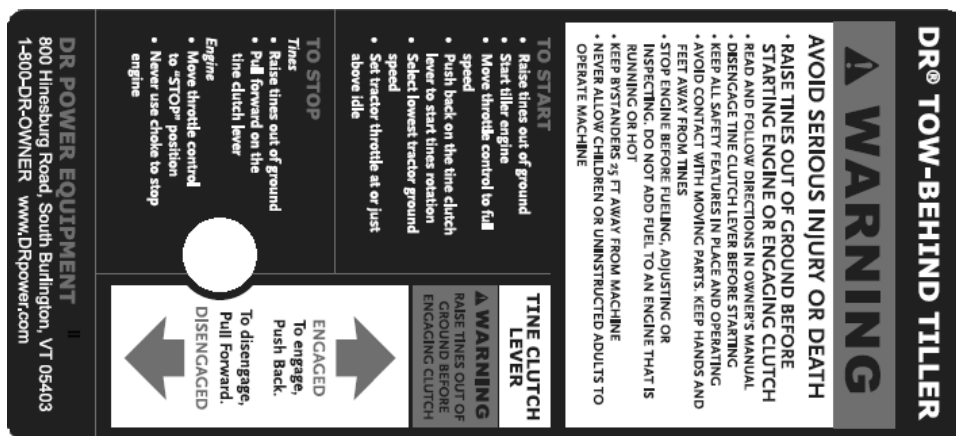 DR® TOW-BEHIND TILLER
⚠ WARNING
AVOID SERIOUS INJURY OR DEATH
• RAISE TINES OUT OF GROUND BEFORE
STARTING ENGINE OR ENGAGING CLUTCH
• READ AND FOLLOW DIRECTIONS IN OWNER'S MANUAL
• DISENGAGE TINE CLUTCH LEVER BEFORE STARTING
• KEEP ALL SAFETY FEATURES IN PLACE AND OPERATING
• AVOID CONTACT WITH MOVING PARTS. KEEP HANDS AND
FEET AWAY FROM TINES
• STOP ENGINE BEFORE FUELING, ADJUSTING OR
INSPECTING. DO NOT ADD FUEL TO AN ENGINE THAT IS
RUNNING OR HOT
• KEEP BYSTANDERS 25 FT AWAY FROM MACHINE
• NEVER ALLOW CHILDREN OR UNINSTRUCTED ADULTS TO
OPERATE MACHINE
TO START
• Raise tines out of ground
• Start tiller engine
• Move throttle control to full
speed
• Push back on the tine clutch
lever to start tines rotation
• Select lowest tractor ground
speed
• Set tractor throttle at or just
above idle
TO STOP
Tines
• Raise tines out of ground
• Pull forward on the
tine clutch lever
Engine
• Move throttle control
to "STOP" position
• Never use choke to stop
engine
TINE CLUTCH
LEVER
⚠ WARNING
RAISE TINES OUT OF
GROUND BEFORE
ENGAGING CLUTCH
ENGAGED
To engage,
Push Back.
To disengage,
Pull Forward.
DISENGAGED
DR POWER EQUIPMENT
800 Hinesburg Road, South Burlington, VT 05403
1-800-DR-OWNER www.DRpower.com